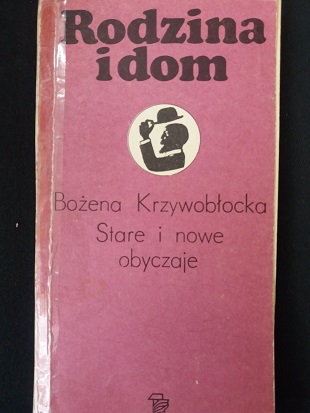 Rodzina
i dom
Bożena Krzywobłocka
Stare i nowe
obyczaje